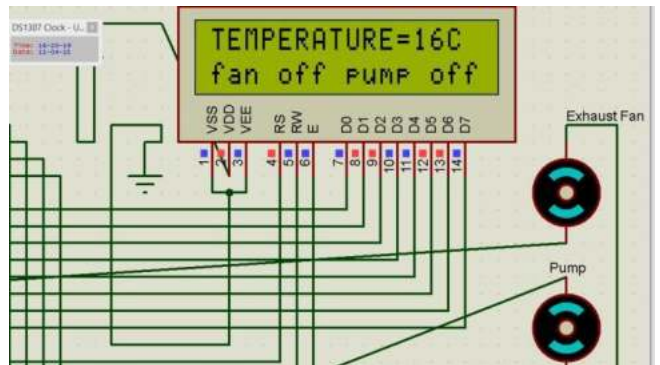 DS1307 Clock - U...
TEMPERATURE=16C
fan off PUMP off
VSS VDD VEE RS RW E D0 D1 D2 D3 D4 D5 D6 D7
1 2 3 4 5 6 7 8 9 10 11 12 13 14
Exhaust Fan
Pump